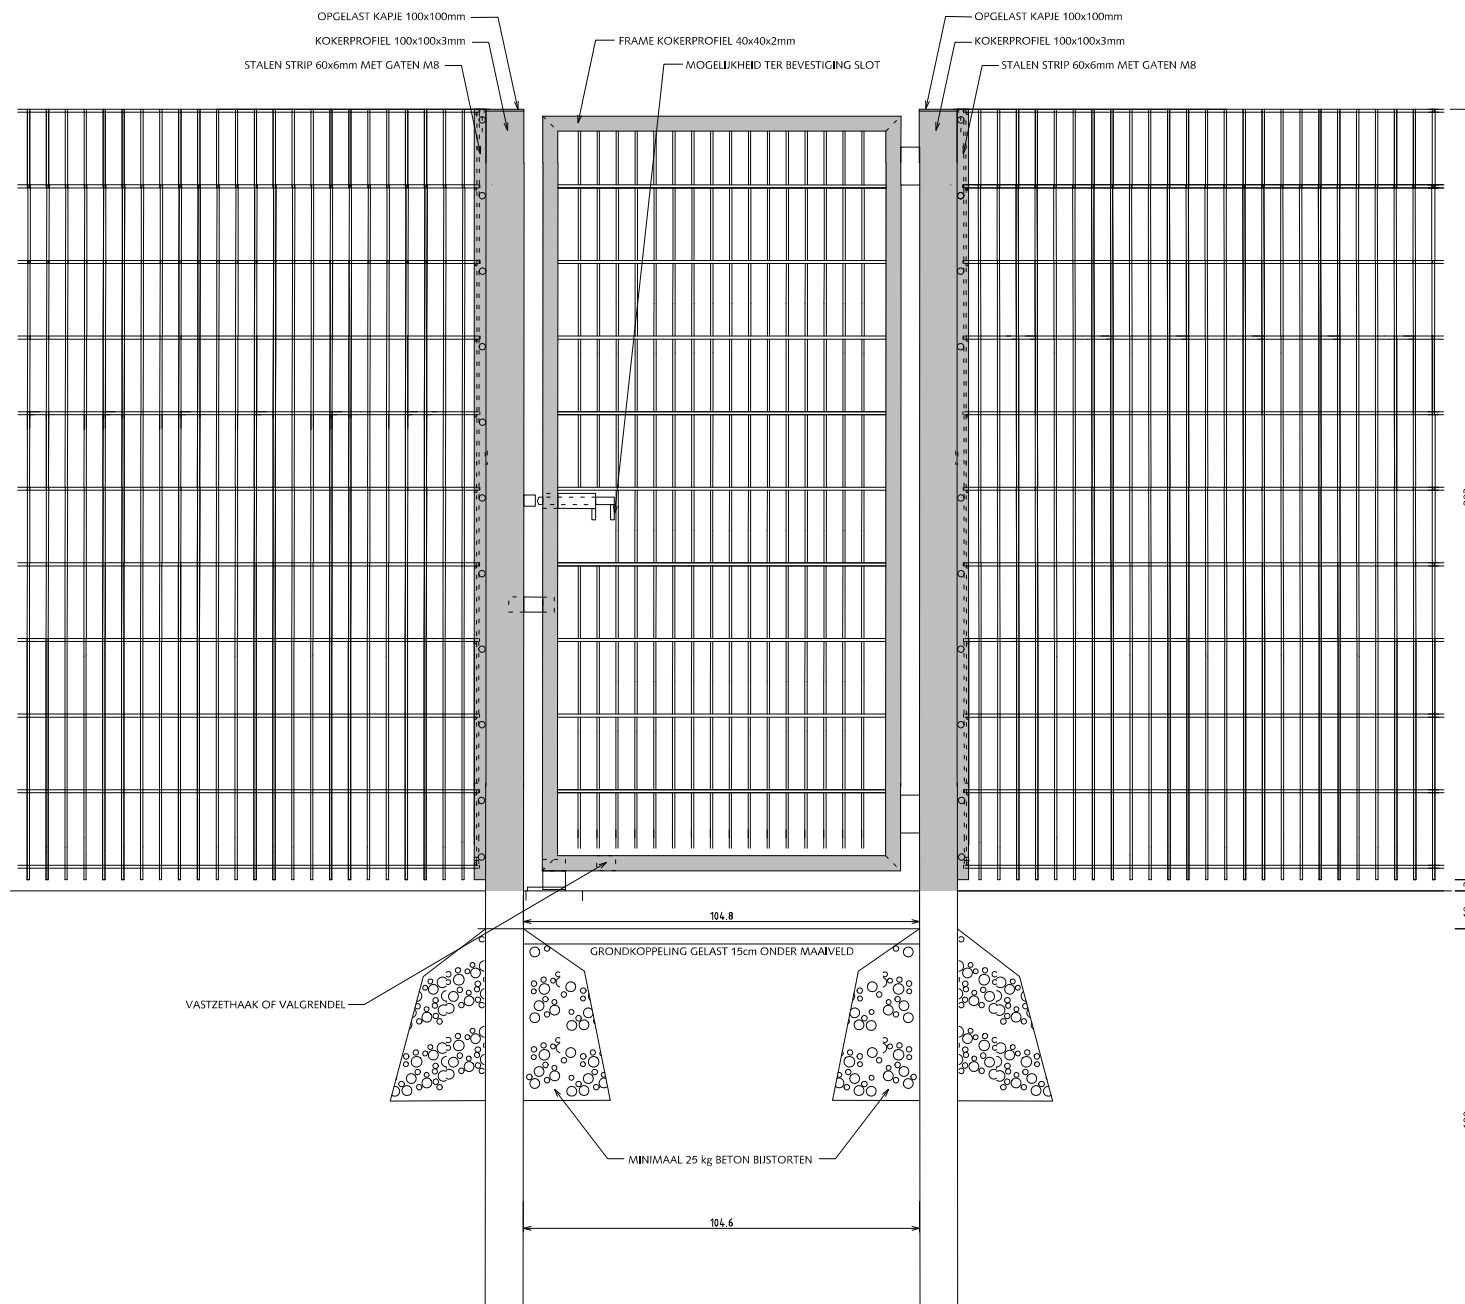 OPGELAST KAPJE 100x100mm
OPGELAST KAPJE 100x100mm
KOKERPROFIEL 100x100x3mm
FRAME KOKERPROFIEL 40x40x2mm
KOKERPROFIEL 100x100x3mm
STALEN STRIP 60x6mm MET GATEN M8
MOGELIJKHEID TER BEVESTIGING SLOT
STALEN STRIP 60x6mm MET GATEN M8
104.8
GRONDKOPPELING GELAST 15cm ONDER MAAIVELD
VASTZETHAAK OF VALGRENDEL
MINIMAAL 25 kg BETON BIJSTORTEN
104.6